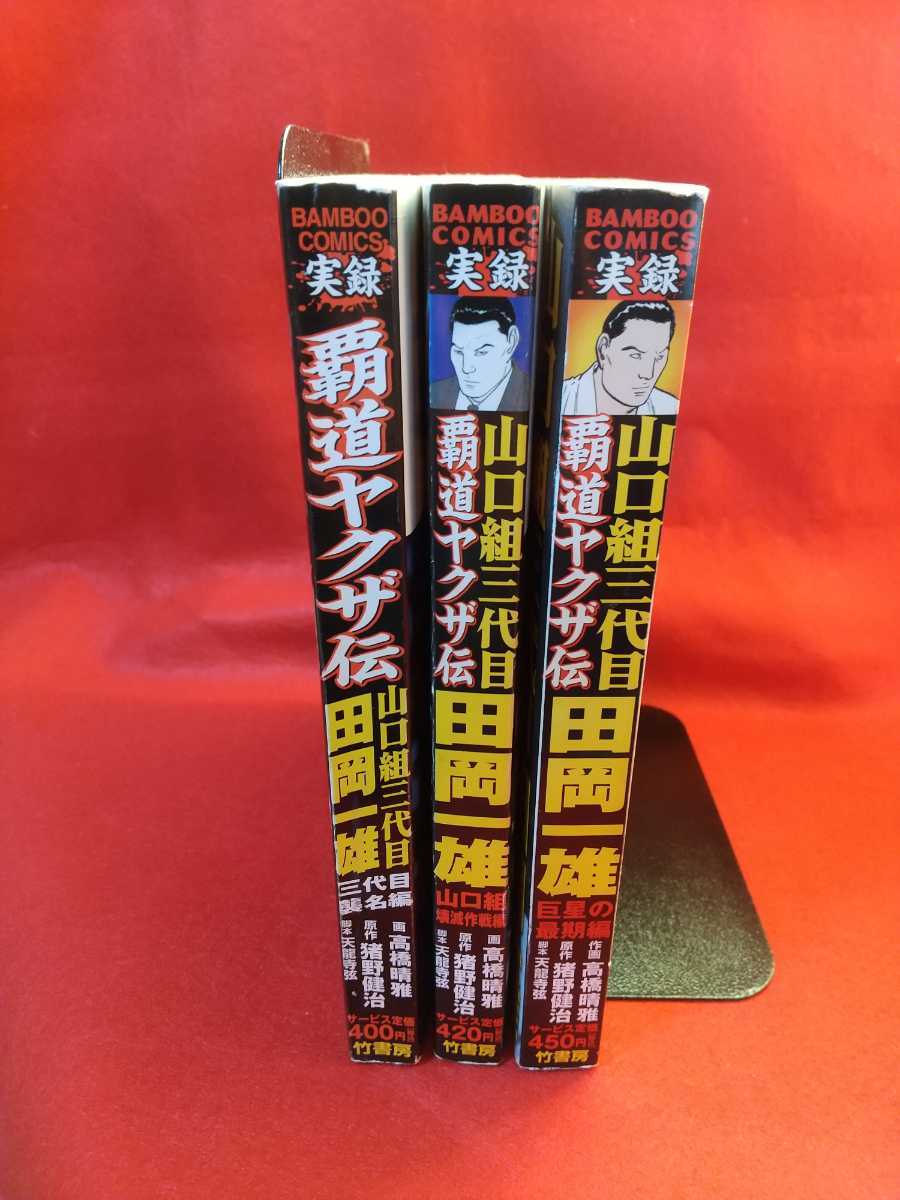 BAMBOO
COMICS
実録
覇道ヤクザ伝
山口組三代目
田岡一雄
三代目
襲名編
画 高橋晴雅
原作 猪野健治
脚本 天龍寺弦
サービス定価
400円
竹書房
BAMBOO
COMICS
実録
山口組三代目
覇道ヤクザ伝
田岡一雄
山口組
壊滅作戦編
画 高橋晴雅
原作 猪野健治
脚本 天龍寺弦
サービス定価
420円
竹書房
BAMBOO
COMICS
実録
山口組三代目
覇道ヤクザ伝
田岡一雄
巨星の
最期編
作画 高橋晴雅
原作 猪野健治
脚本 天龍寺弦
サービス定価
450円
竹書房